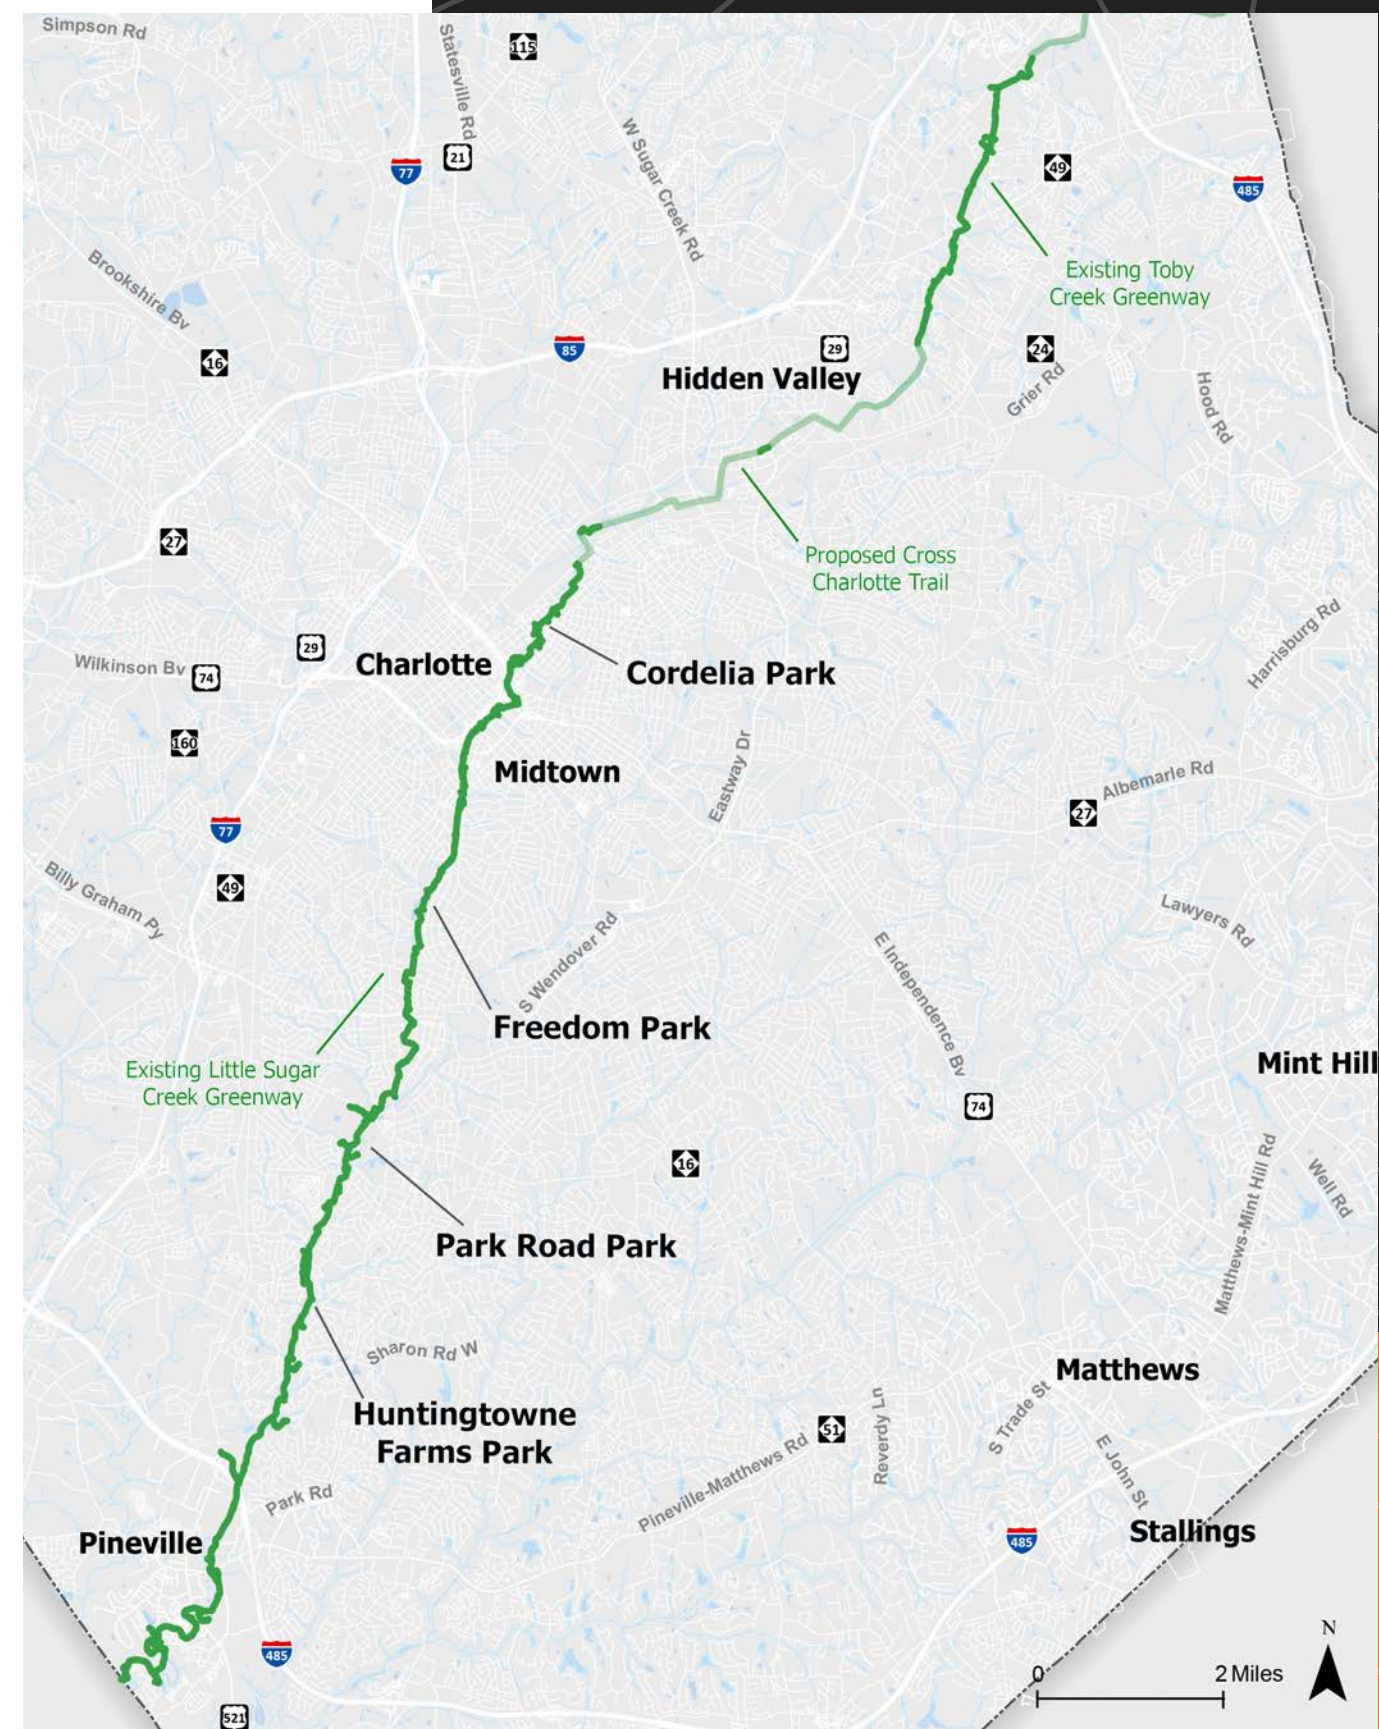 Simpson Rd
Statesville Rd
115
21
77
W Sugar Creek Rd
49
485
Brookshire Bv
Existing Toby
Creek Greenway
16
85
29
24
Hidden Valley
Grier Rd
Hood Rd
27
Proposed Cross
Charlotte Trail
Harrisburg Rd
29
Wilkinson Bv
74
Charlotte
Cordelia Park
160
Midtown
Eastway Dr
Albemarle Rd
27
77
49
Billy Graham Py
Lawyers Rd
S Wendover Rd
E Independence Bv
Freedom Park
Existing Little Sugar
Creek Greenway
Mint Hill
74
16
Matthews-Mint Hill Rd
Well Rd
Park Road Park
Sharon Rd W
Matthews
Huntingtowne
Farms Park
51
Pineville-Matthews Rd
Reverdy Ln
S Trade St
E John St
Park Rd
Pineville
485
Stallings
485
521
N
0
2 Miles